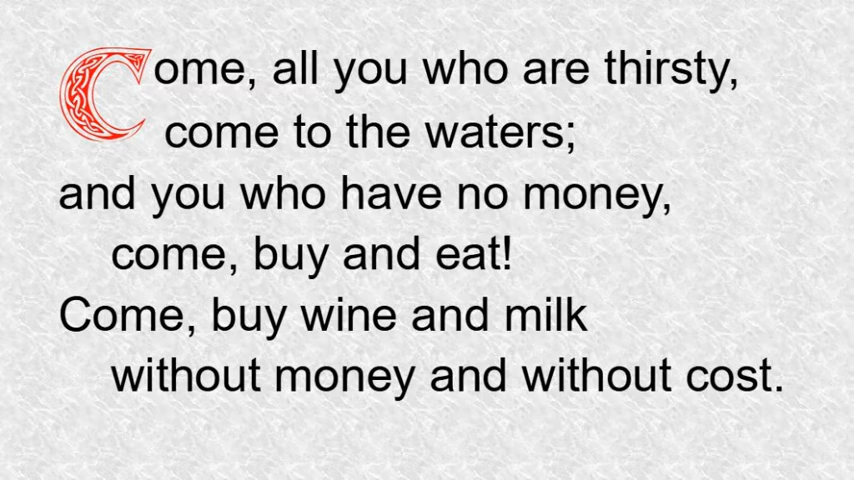 Come, all you who are thirsty,
come to the waters;
and you who have no money,
come, buy and eat!
Come, buy wine and milk
without money and without cost.